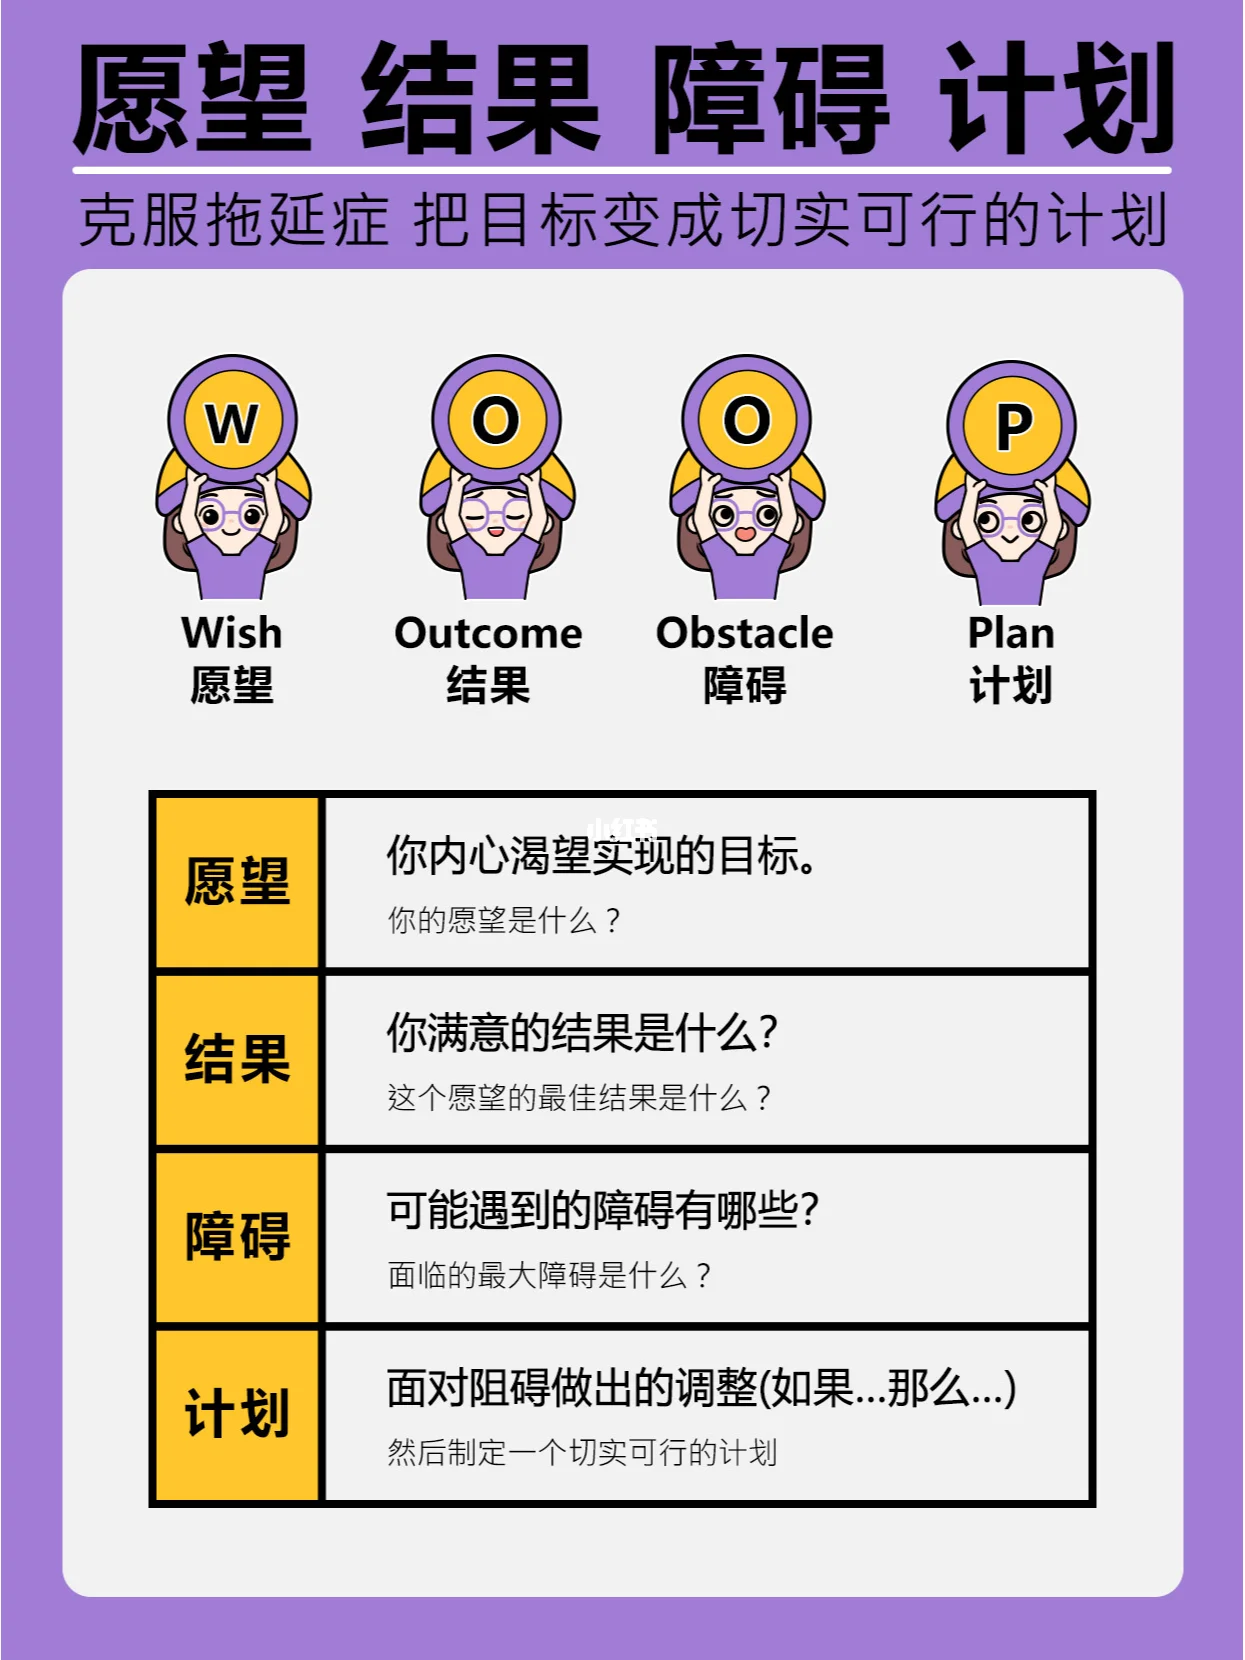 愿望 结果 障碍 计划
克服拖延症 把目标变成切实可行的计划
W O O P
Wish Outcome Obstacle Plan
愿望 结果 障碍 计划
小红书
愿望
你内心渴望实现的目标。
你的愿望是什么？
结果
你满意的结果是什么?
这个愿望的最佳结果是什么？
障碍
可能遇到的障碍有哪些?
面临的最大障碍是什么？
计划
面对阻碍做出的调整(如果...那么...)
然后制定一个切实可行的计划